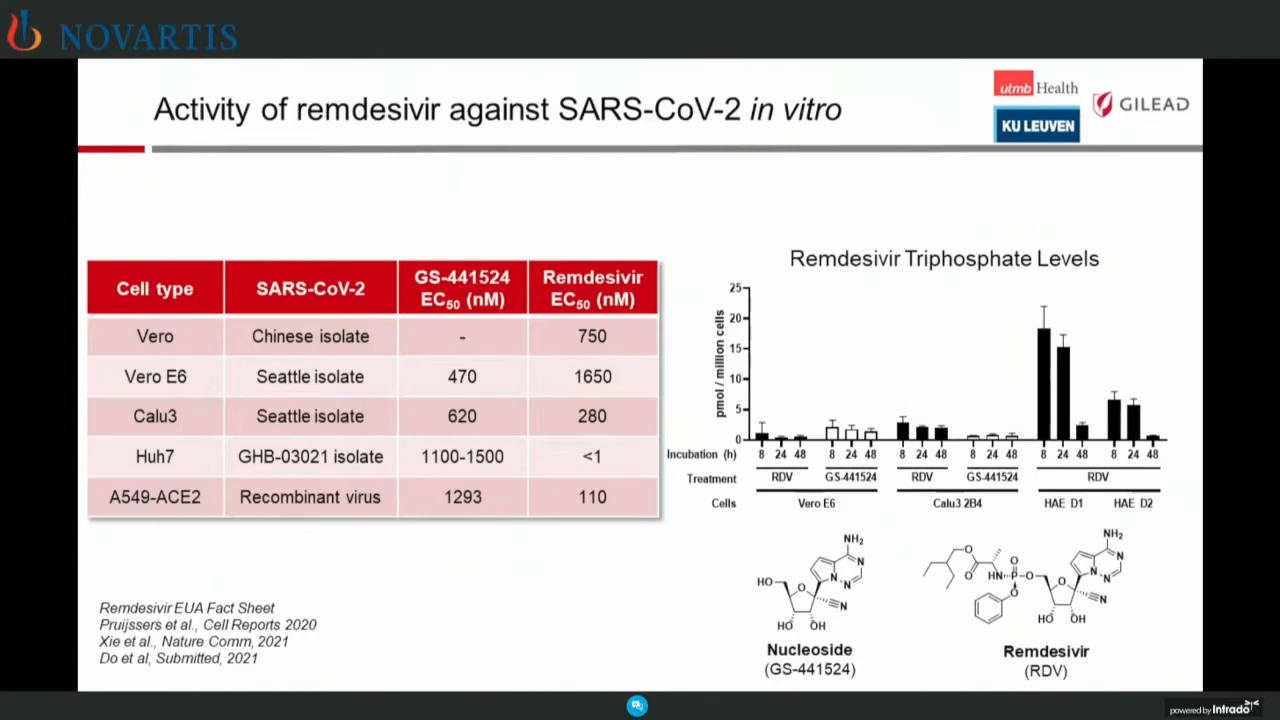 NOVARTIS
Activity of remdesivir against SARS-CoV-2 in vitro
utmb Health
KU LEUVEN
GILEAD
Cell type SARS-CoV-2 GS-441524 EC50 (nM) Remdesivir EC50 (nM)
Vero Chinese isolate - 750
Vero E6 Seattle isolate 470 1650
Calu3 Seattle isolate 620 280
Huh7 GHB-03021 isolate 1100-1500 <1
A549-ACE2 Recombinant virus 1293 110
Remdesivir EUA Fact Sheet
Pruijssers et al., Cell Reports 2020
Xie et al., Nature Comm, 2021
Do et al, Submitted, 2021
Remdesivir Triphosphate Levels
pmol / million cells
25
20
15
10
5
0
Incubation (h) 8 24 48 8 24 48 8 24 48 8 24 48 8 24 48 8 24 48
Treatment RDV GS-441524 RDV GS-441524 RDV
Cells Vero E6 Calu3 2B4 HAE D1 HAE D2
NH2
N
N
N
HO
O
N
HO
OH
Nucleoside
(GS-441524)
NH2
N
N
N
O
O
HN
P
O
O
O
O
N
HO
OH
Remdesivir
(RDV)
powered by Intrado